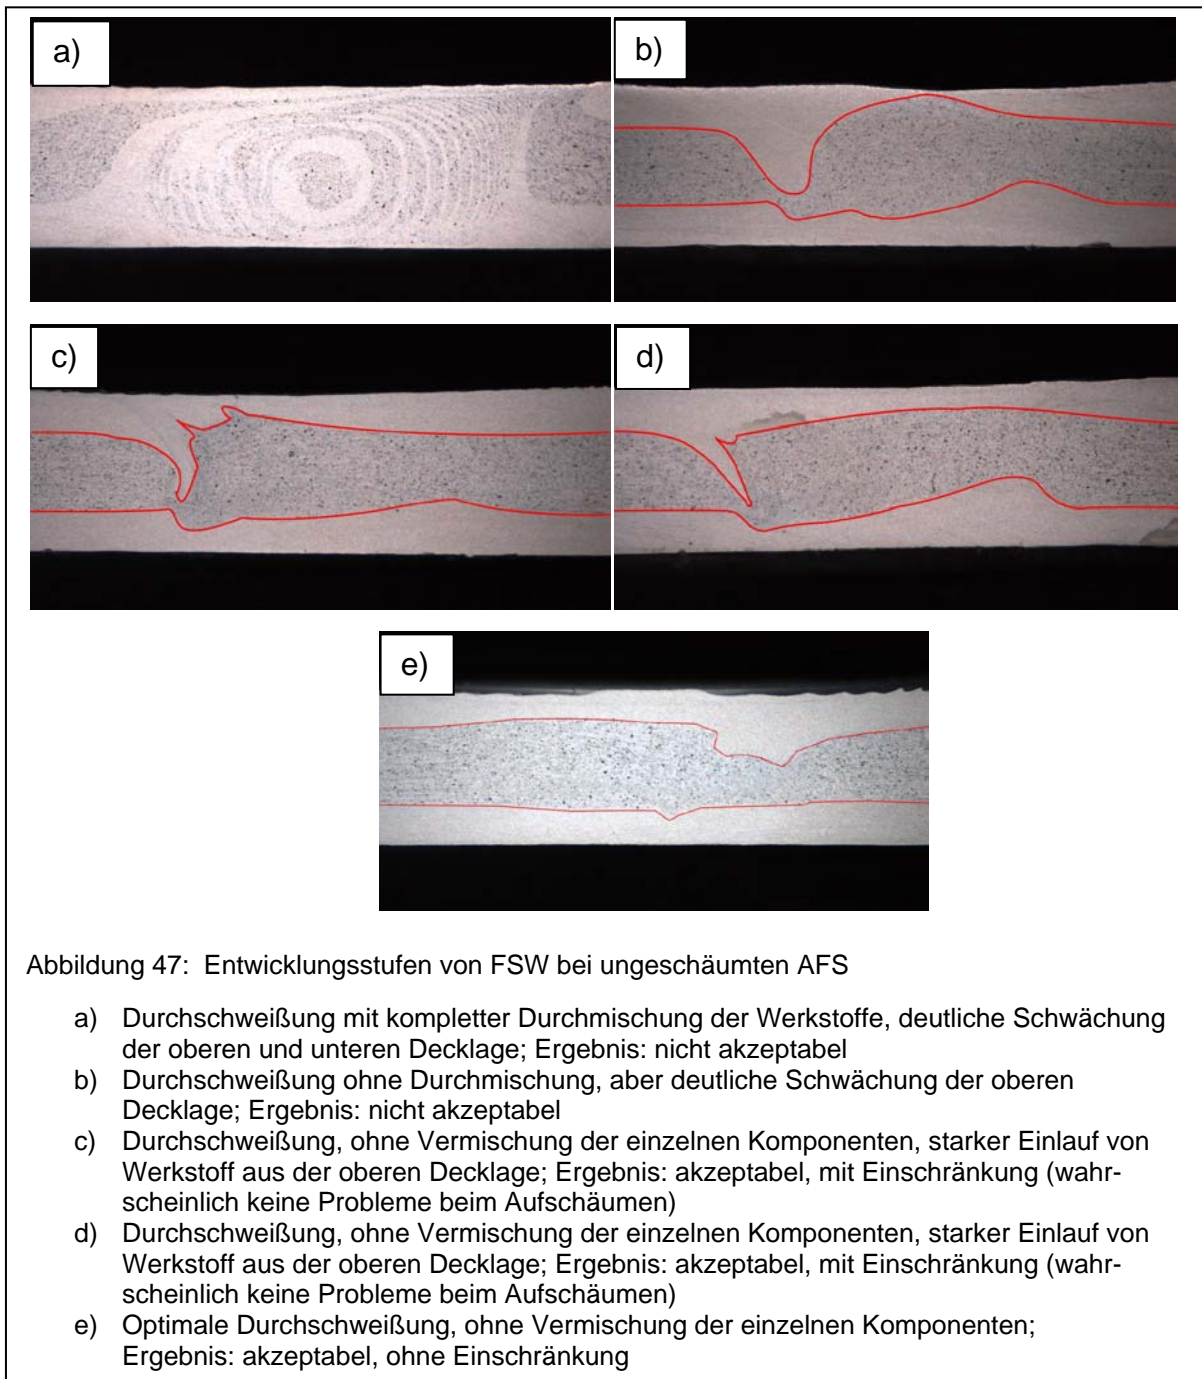 a)
b)
c)
d)
e)
Abbildung 47: Entwicklungsstufen von FSW bei ungeschäumten AFS
a) Durchschweißung mit kompletter Durchmischung der Werkstoffe, deutliche Schwächung
der oberen und unteren Decklage; Ergebnis: nicht akzeptabel
b) Durchschweißung ohne Durchmischung, aber deutliche Schwächung der oberen
Decklage; Ergebnis: nicht akzeptabel
c) Durchschweißung, ohne Vermischung der einzelnen Komponenten, starker Einlauf von
Werkstoff aus der oberen Decklage; Ergebnis: akzeptabel, mit Einschränkung (wahr-
scheinlich keine Probleme beim Aufschäumen)
d) Durchschweißung, ohne Vermischung der einzelnen Komponenten, starker Einlauf von
Werkstoff aus der oberen Decklage; Ergebnis: akzeptabel, mit Einschränkung (wahr-
scheinlich keine Probleme beim Aufschäumen)
e) Optimale Durchschweißung, ohne Vermischung der einzelnen Komponenten;
Ergebnis: akzeptabel, ohne Einschränkung